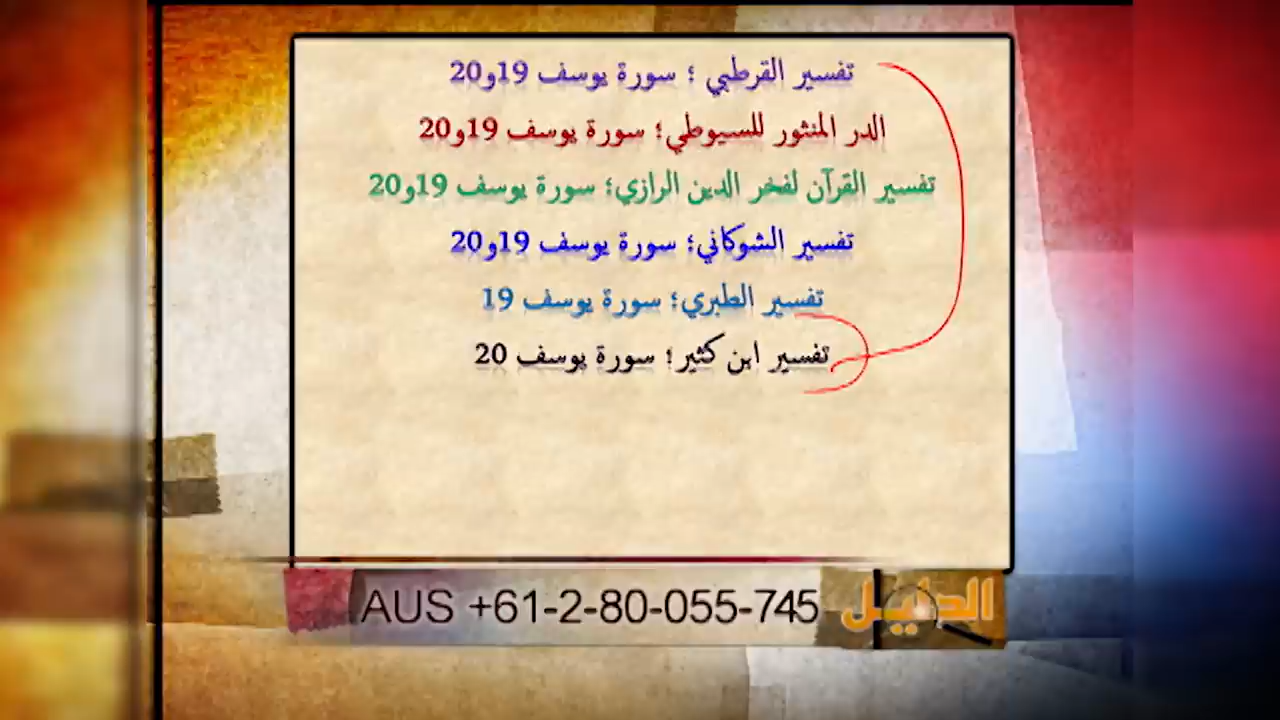 تفسير القرطبي ؛ سورة يوسف 19و20
الدر المنثور للسيوطي؛ سورة يوسف 19و20
تفسير القرآن لفخر الدين الرازي؛ سورة يوسف 19و20
تفسير الشوكاني؛ سورة يوسف 19و20
تفسير الطبري؛ سورة يوسف 19
تفسير ابن كثير؛ سورة يوسف 20
AUS +61-2-80-055-745
الدليل